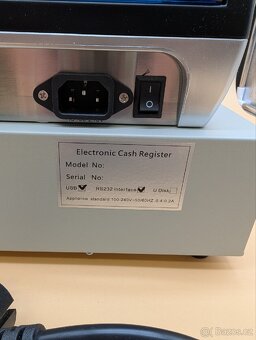 Electronic Cash Register
Model No:
Serial No:
USB RS232 interface U Disk
Appliance standard:100-240V~50/60HZ 0.4-0.2A
Bazoš.cz